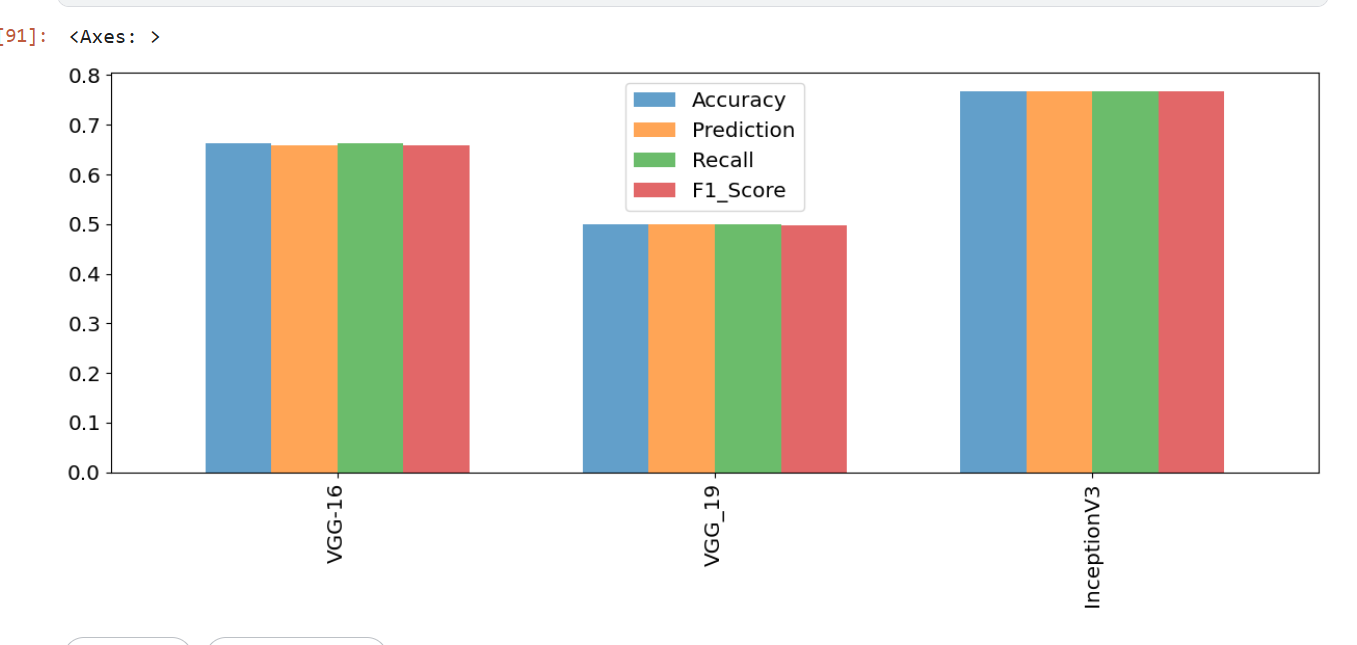 [91]: <Axes: >
0.8
0.7
0.6
0.5
0.4
0.3
0.2
0.1
0.0
Accuracy
Prediction
Recall
F1_Score
VGG-16
VGG_19
InceptionV3